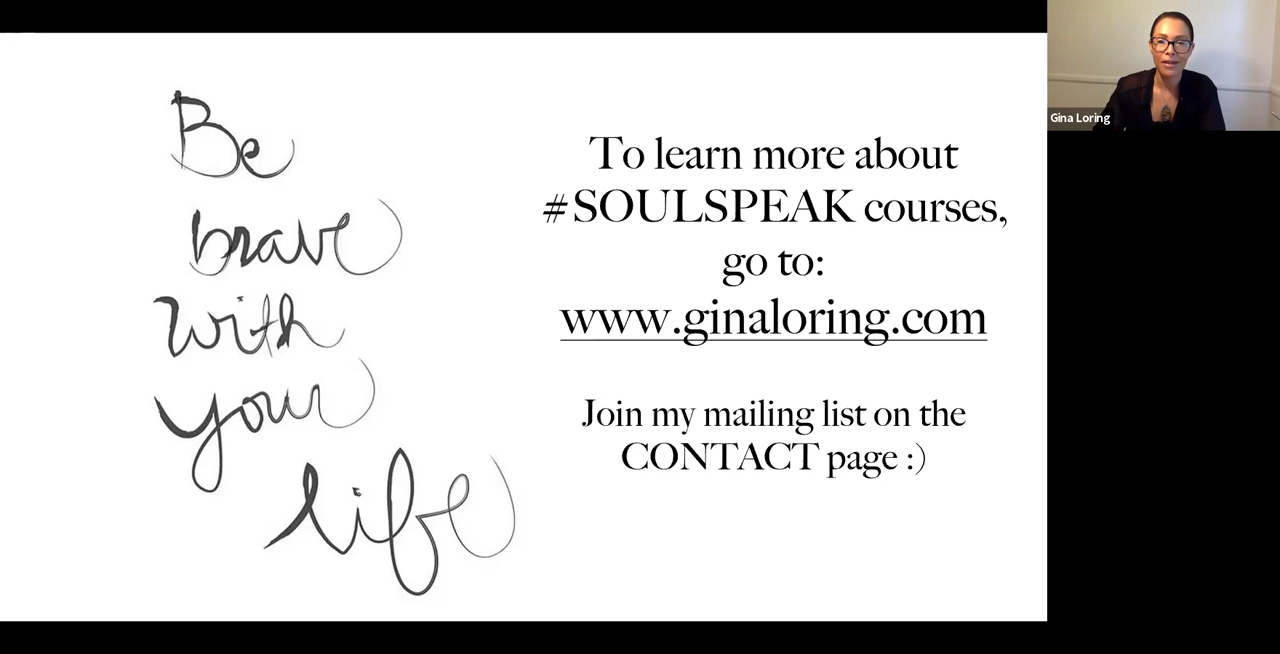 Be
brave
with
your
life
To learn more about
#SOULSPEAK courses,
go to:
www.ginaloring.com
Join my mailing list on the
CONTACT page :)
Gina Loring